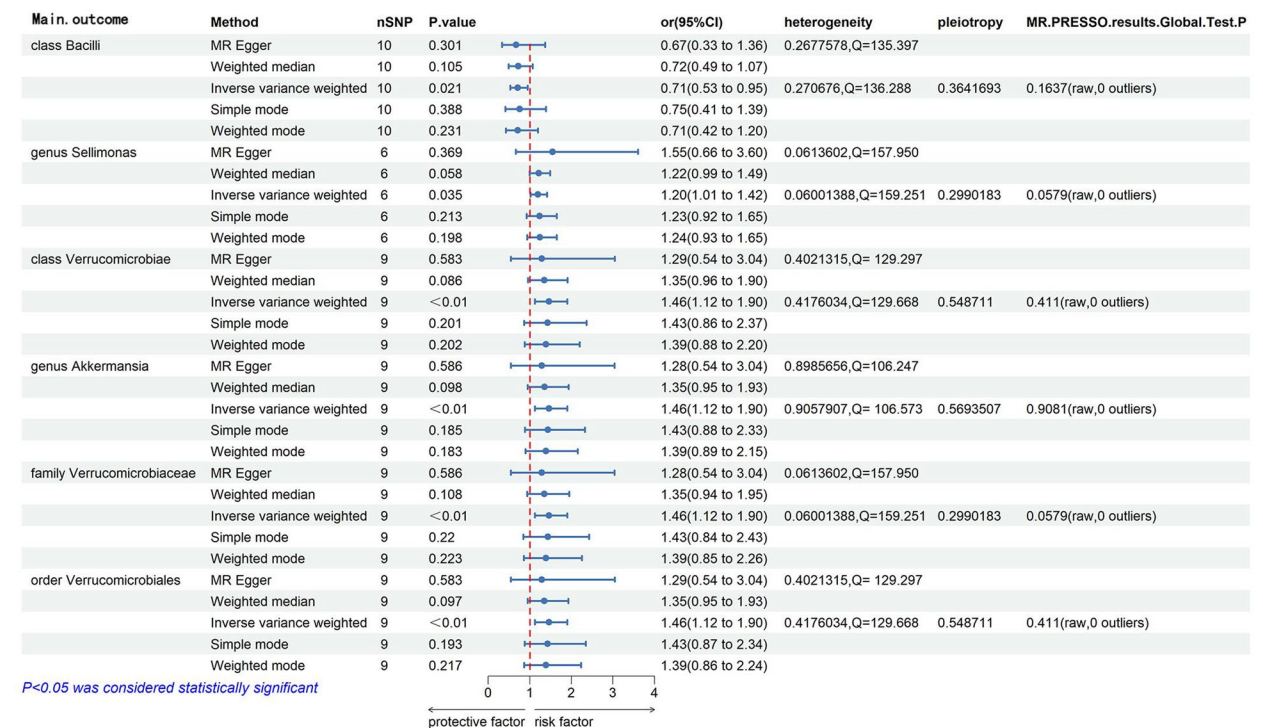 Main.outcome Method nSNP P.value or(95%CI) heterogeneity pleiotropy MR.PRESSO.results.Global.Test.P
class Bacilli MR Egger 10 0.301 0.67(0.33 to 1.36) 0.2677578,Q=135.397
Weighted median 10 0.105 0.72(0.49 to 1.07)
Inverse variance weighted 10 0.021 0.71(0.53 to 0.95) 0.270676,Q=136.288 0.3641693 0.1637(raw,0 outliers)
Simple mode 10 0.388 0.75(0.41 to 1.39)
Weighted mode 10 0.231 0.71(0.42 to 1.20)
genus Sellimonas MR Egger 6 0.369 1.55(0.66 to 3.60) 0.0613602,Q=157.950
Weighted median 6 0.058 1.22(0.99 to 1.49)
Inverse variance weighted 6 0.035 1.20(1.01 to 1.42) 0.06001388,Q=159.251 0.2990183 0.0579(raw,0 outliers)
Simple mode 6 0.213 1.23(0.92 to 1.65)
Weighted mode 6 0.198 1.24(0.93 to 1.65)
class Verrucomicrobiae MR Egger 9 0.583 1.29(0.54 to 3.04) 0.4021315,Q= 129.297
Weighted median 9 0.086 1.35(0.96 to 1.90)
Inverse variance weighted 9 <0.01 1.46(1.12 to 1.90) 0.4176034,Q=129.668 0.548711 0.411(raw,0 outliers)
Simple mode 9 0.201 1.43(0.86 to 2.37)
Weighted mode 9 0.202 1.39(0.88 to 2.20)
genus Akkermansia MR Egger 9 0.586 1.28(0.54 to 3.04) 0.8985656,Q=106.247
Weighted median 9 0.098 1.35(0.95 to 1.93)
Inverse variance weighted 9 <0.01 1.46(1.12 to 1.90) 0.9057907,Q= 106.573 0.5693507 0.9081(raw,0 outliers)
Simple mode 9 0.185 1.43(0.88 to 2.33)
Weighted mode 9 0.183 1.39(0.89 to 2.15)
family Verrucomicrobiaceae MR Egger 9 0.586 1.28(0.54 to 3.04) 0.0613602,Q=157.950
Weighted median 9 0.108 1.35(0.94 to 1.95)
Inverse variance weighted 9 <0.01 1.46(1.12 to 1.90) 0.06001388,Q=159.251 0.2990183 0.0579(raw,0 outliers)
Simple mode 9 0.22 1.43(0.84 to 2.43)
Weighted mode 9 0.223 1.39(0.85 to 2.26)
order Verrucomicrobiales MR Egger 9 0.583 1.29(0.54 to 3.04) 0.4021315,Q= 129.297
Weighted median 9 0.097 1.35(0.95 to 1.93)
Inverse variance weighted 9 <0.01 1.46(1.12 to 1.90) 0.4176034,Q=129.668 0.548711 0.411(raw,0 outliers)
Simple mode 9 0.193 1.43(0.87 to 2.34)
Weighted mode 9 0.217 1.39(0.86 to 2.24)
P<0.05 was considered statistically significant
0 1 2 3 4
protective factor risk factor